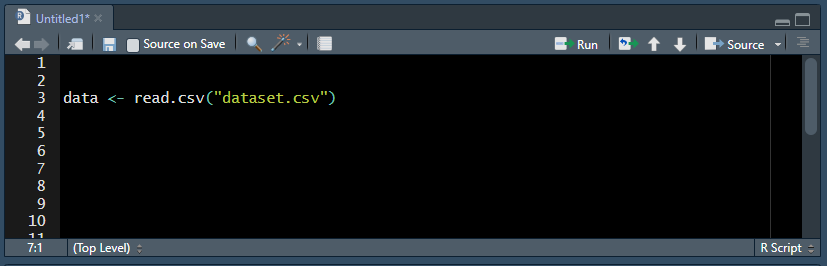 Untitled1*
Source on Save
Run
Source
1
2
3 data <- read.csv("dataset.csv")
4
5
6
7
8
9
10
11
7:1 (Top Level) R Script